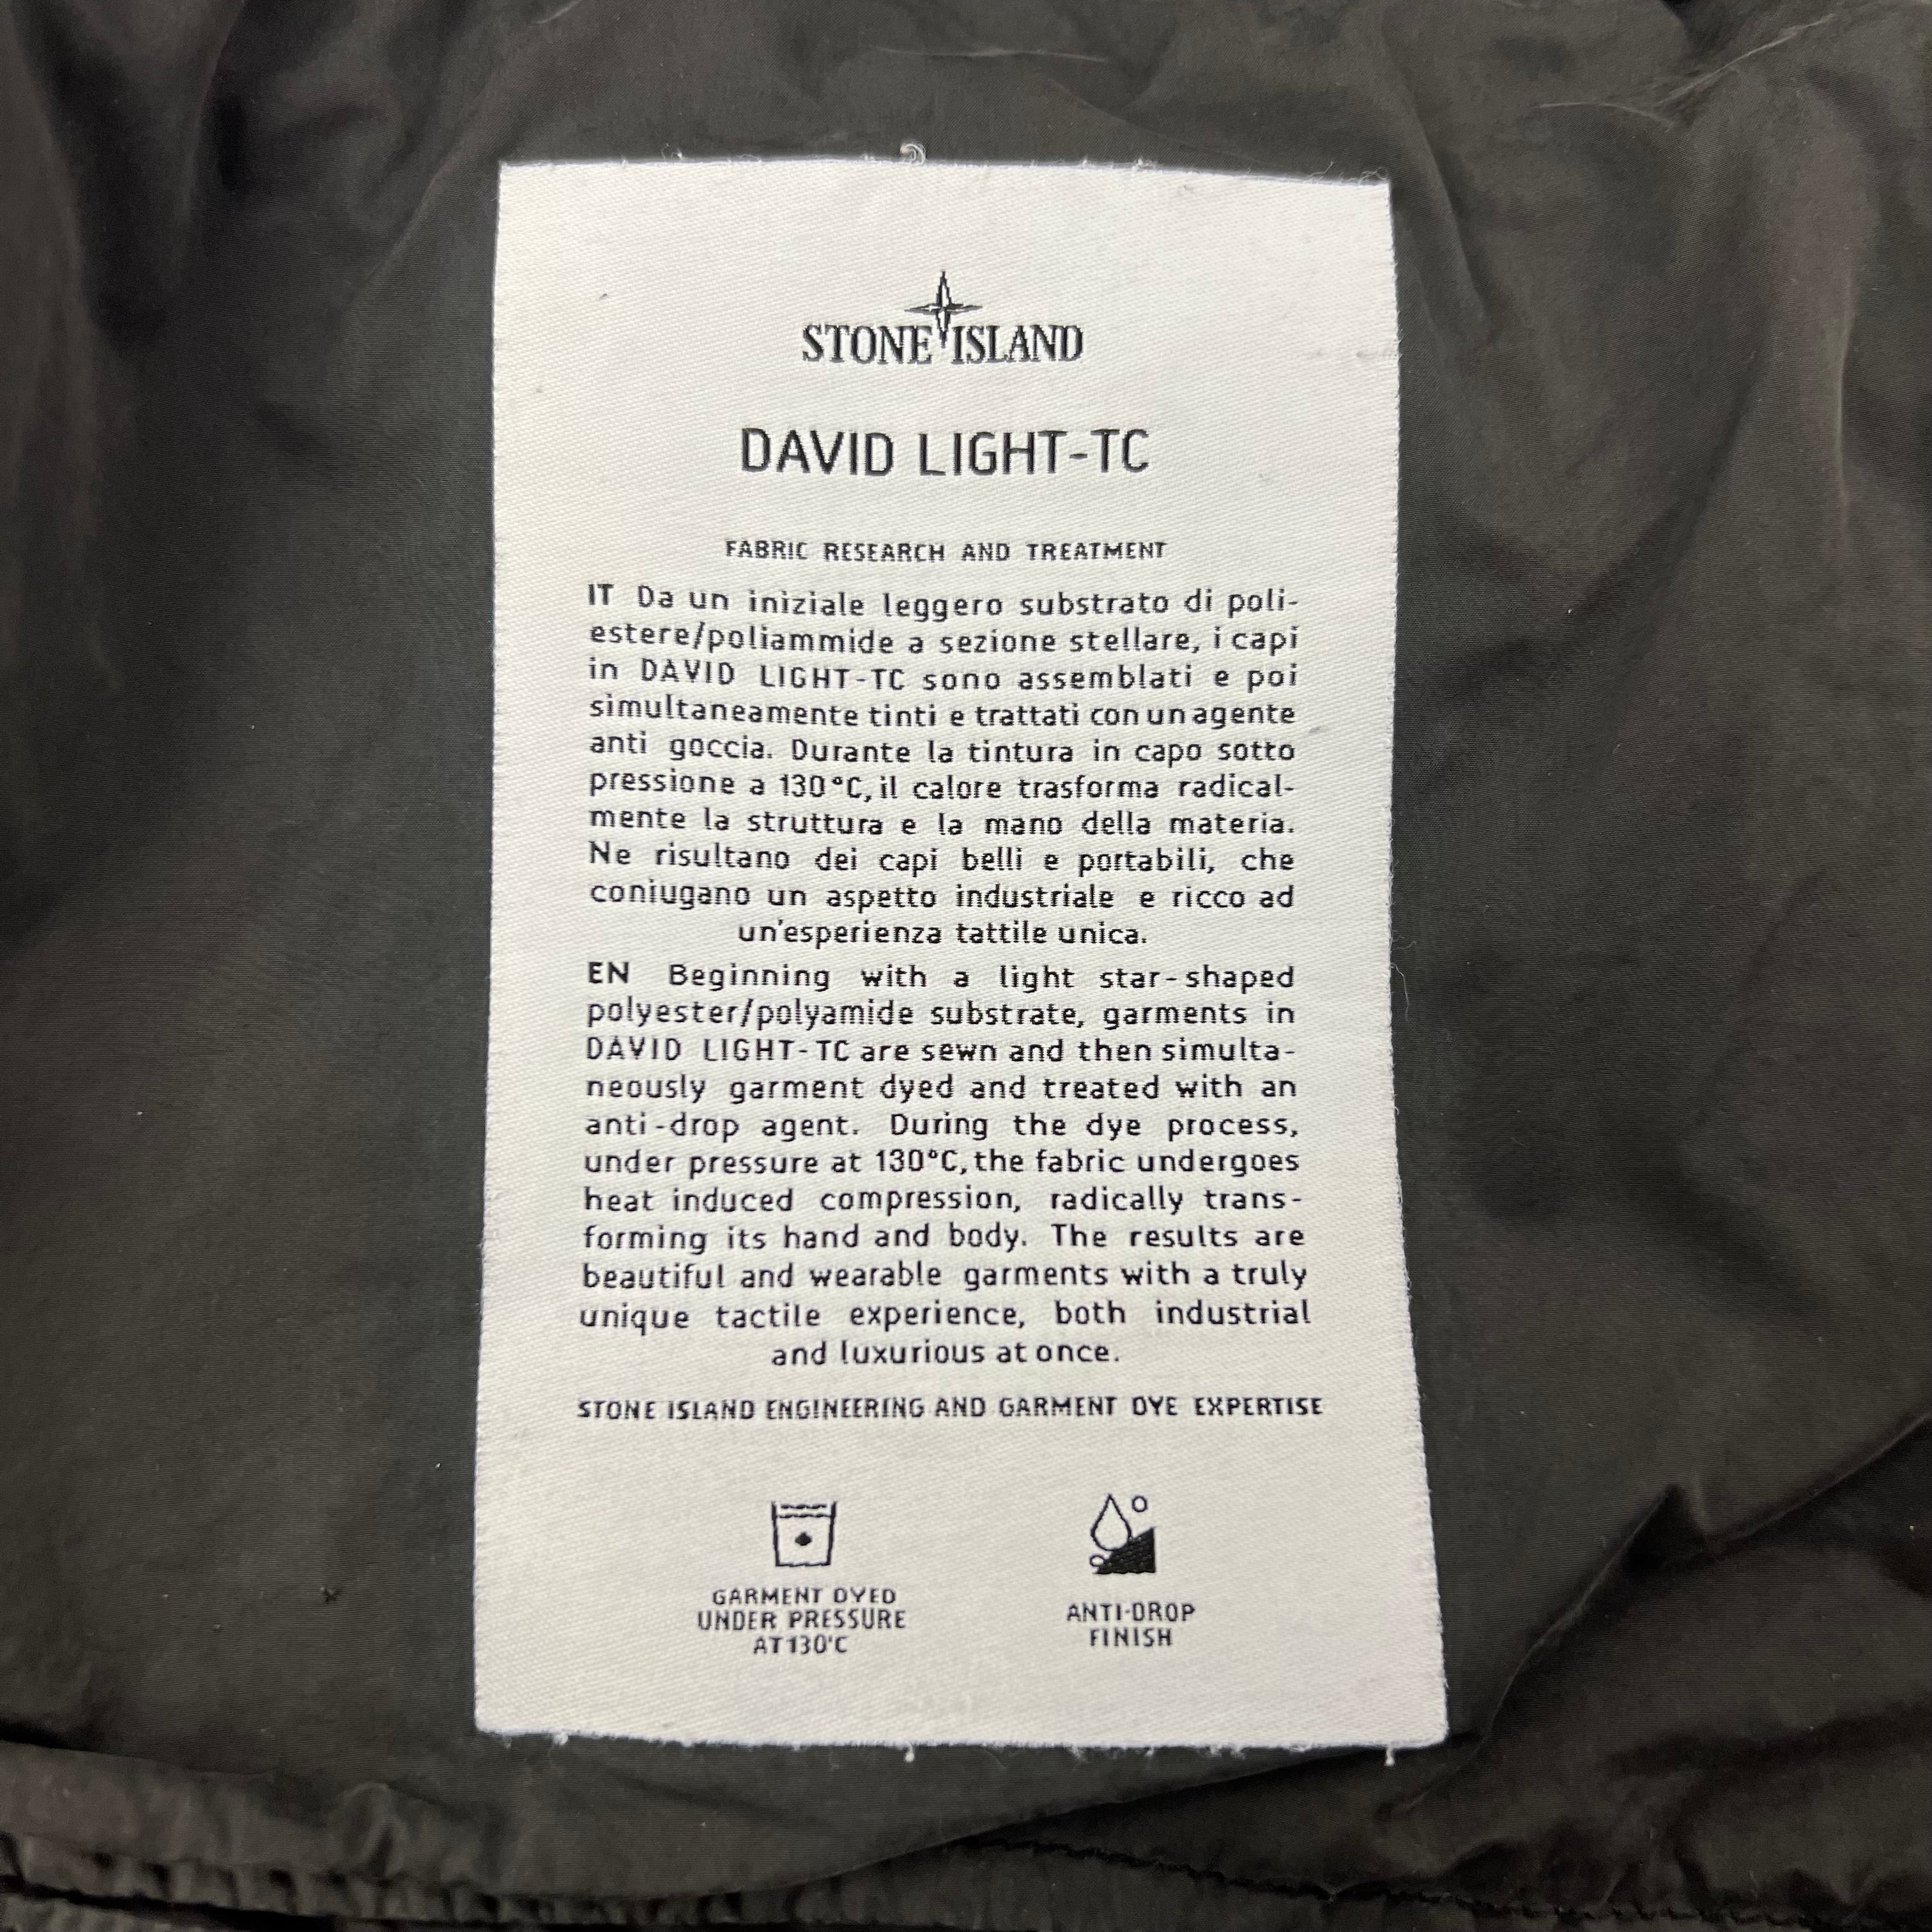 STONE ISLAND
DAVID LIGHT-TC
FABRIC RESEARCH AND TREATMENT
IT Da un iniziale leggero substrato di poli-
estere/poliammide a sezione stellare, i capi
in DAVID LIGHT-TC sono assemblati e poi
simultaneamente tinti e trattati con un agente
anti goccia. Durante la tintura in capo sotto
pressione a 130°C, il calore trasforma radical-
mente la struttura e la mano della materia.
Ne risultano dei capi belli e portabili, che
coniugano un aspetto industriale e ricco ad
un'esperienza tattile unica.
EN Beginning with a light star-shaped
polyester/polyamide substrate, garments in
DAVID LIGHT-TC are sewn and then simulta-
neously garment dyed and treated with an
anti-drop agent. During the dye process,
under pressure at 130°C, the fabric undergoes
heat induced compression, radically trans-
forming its hand and body. The results are
beautiful and wearable garments with a truly
unique tactile experience, both industrial
and luxurious at once.
STONE ISLAND ENGINEERING AND GARMENT DYE EXPERTISE
GARMENT DYED
UNDER PRESSURE
AT 130°C
ANTI-DROP
FINISH